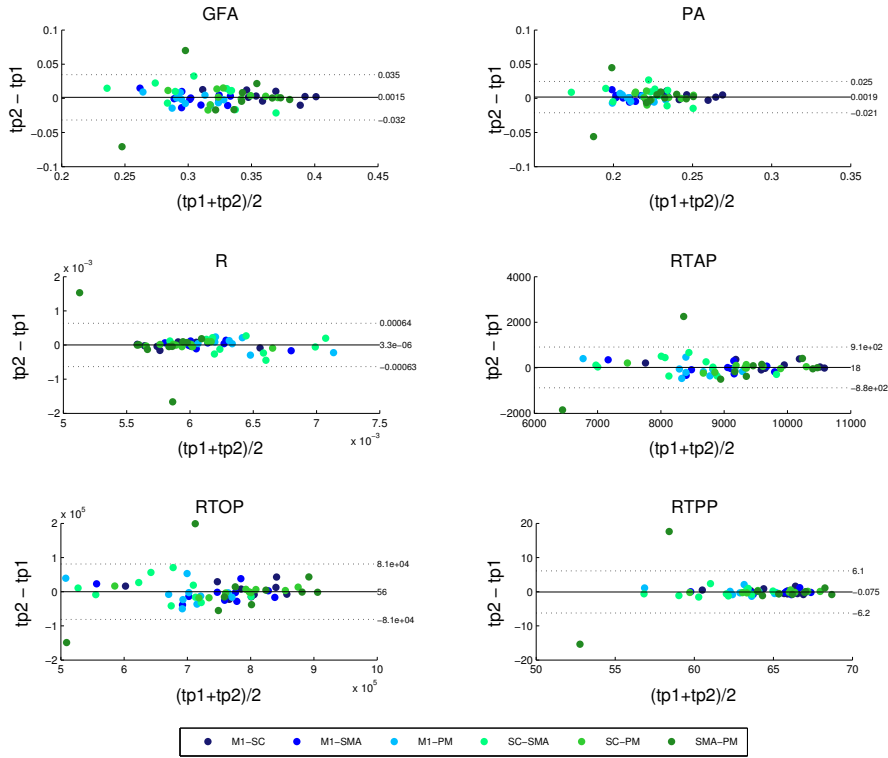 GFA
tp2 − tp1
0.1
0.05
0
−0.05
−0.1
0.035
0.0015
−0.032
0.2 0.25 0.3 0.35 0.4 0.45
(tp1+tp2)/2
PA
tp2 − tp1
0.1
0.05
0
−0.05
−0.1
0.025
0.0019
−0.021
0.2 0.25 0.3 0.35
(tp1+tp2)/2
R
x 10⁻³
tp2 − tp1
2
1
0
−1
−2
0.00064
3.3e−06
−0.00063
5 5.5 6 6.5 7 7.5
x 10⁻³
(tp1+tp2)/2
RTAP
tp2 − tp1
4000
2000
0
−2000
9.1e+02
18
−8.8e+02
6000 7000 8000 9000 10000 11000
(tp1+tp2)/2
RTOP
x 10⁵
tp2 − tp1
2
1
0
−1
−2
8.1e+04
56
−8.1e+04
5 6 7 8 9 10
x 10⁵
(tp1+tp2)/2
RTPP
tp2 − tp1
20
10
0
−10
−20
6.1
−0.075
−6.2
50 55 60 65 70
(tp1+tp2)/2
M1−SC M1−SMA M1−PM SC−SMA SC−PM SMA−PM